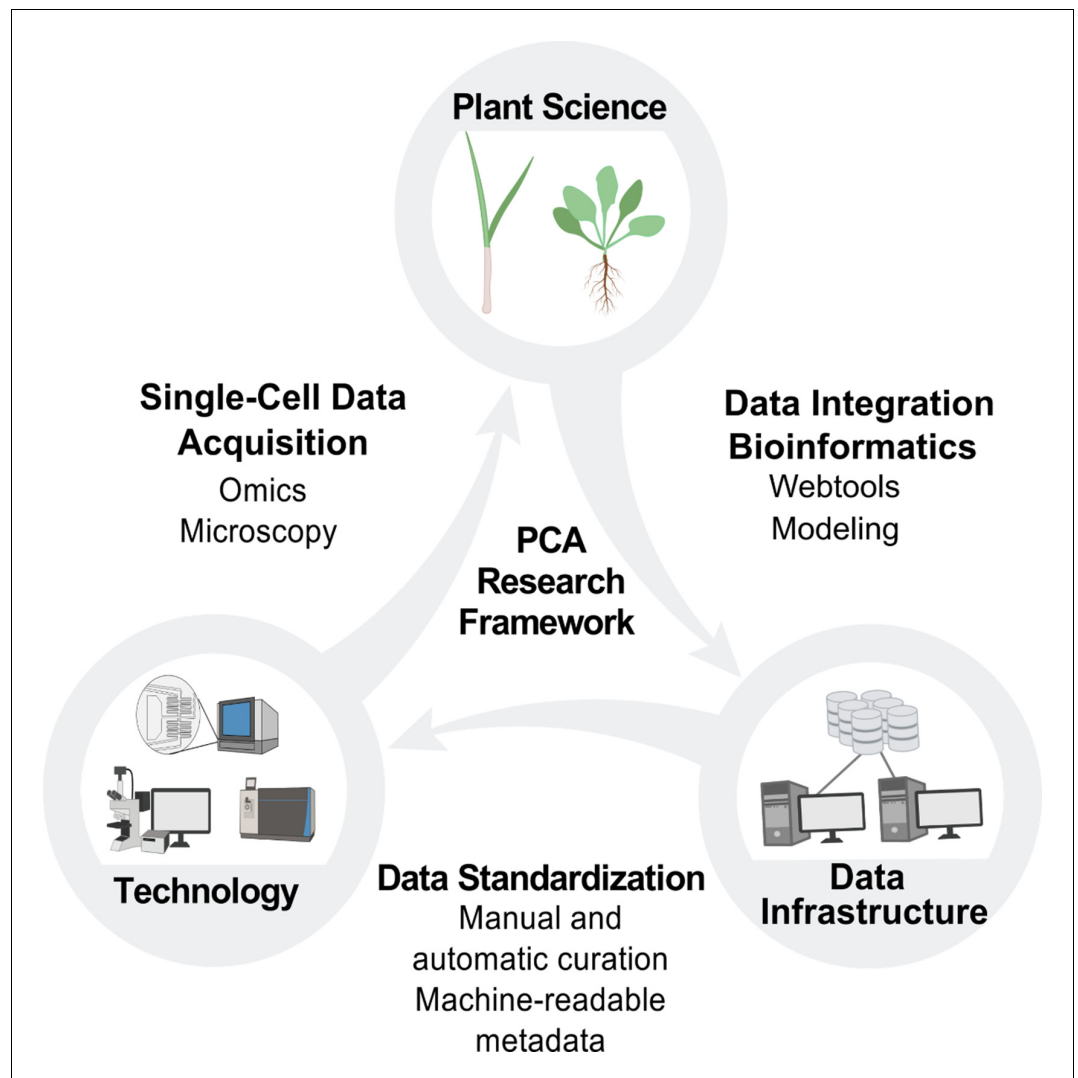 Plant Science
Single-Cell Data
Acquisition
Omics
Microscopy
Data Integration
Bioinformatics
Webtools
Modeling
PCA
Research
Framework
Technology
Data Standardization
Manual and
automatic curation
Machine-readable
metadata
Data
Infrastructure